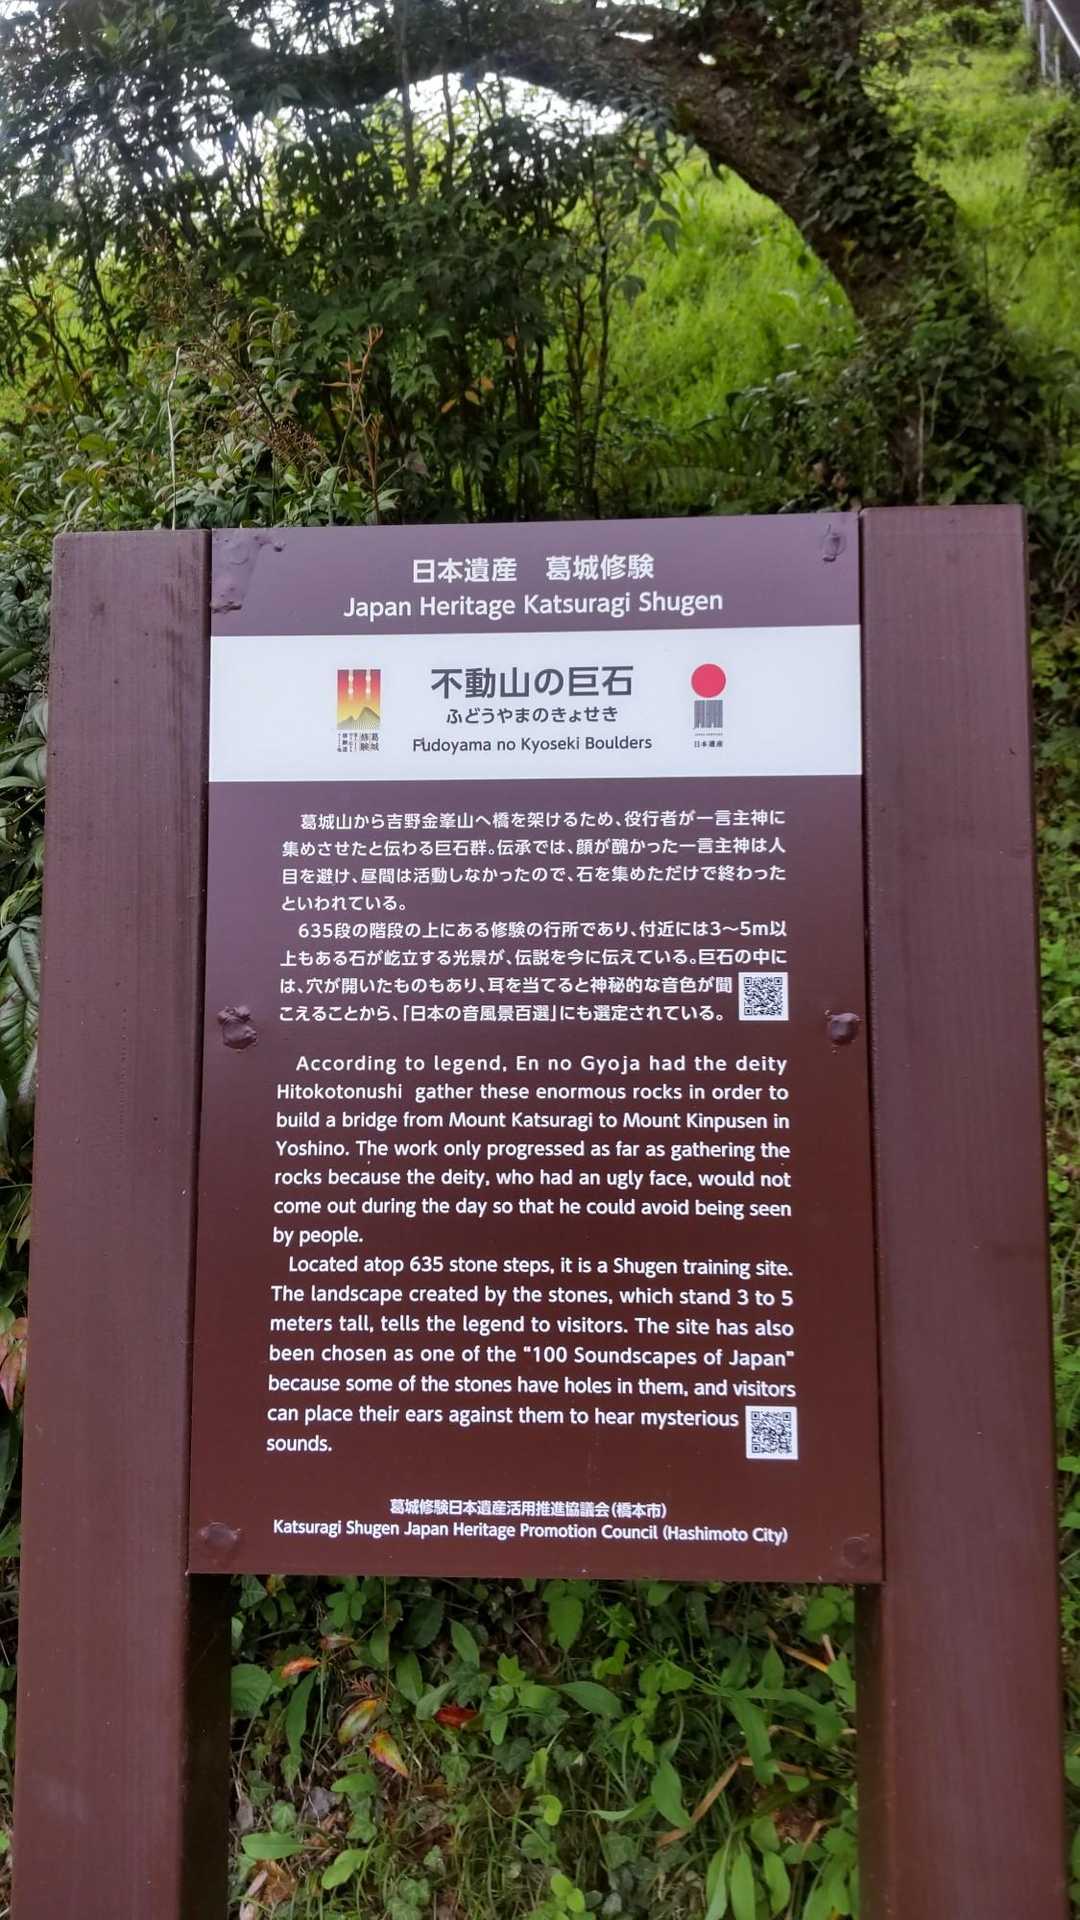 日本遺産　葛城修験
Japan Heritage Katsuragi Shugen
不動山の巨石
ふどうやまのきょせき
Fudoyama no Kyoseki Boulders
日本遺産
葛城山から吉野金峯山へ橋を架けるため、役行者が一言主神に
集めさせたと伝わる巨石群。伝承では、顔が醜かった一言主神は人
目を避け、昼間は活動しなかったので、石を集めただけで終わった
といわれている。
635段の階段の上にある修験の行所であり、付近には3〜5m以
上もある石が屹立する光景が、伝説を今に伝えている。巨石の中に
は、穴が開いたものもあり、耳を当てると神秘的な音色が聞
こえることから、「日本の音風景百選」にも選定されている。
According to legend, En no Gyoja had the deity
Hitokotonushi gather these enormous rocks in order to
build a bridge from Mount Katsuragi to Mount Kinpusen in
Yoshino. The work only progressed as far as gathering the
rocks because the deity, who had an ugly face, would not
come out during the day so that he could avoid being seen
by people.
Located atop 635 stone steps, it is a Shugen training site.
The landscape created by the stones, which stand 3 to 5
meters tall, tells the legend to visitors. The site has also
been chosen as one of the “100 Soundscapes of Japan”
because some of the stones have holes in them, and visitors
can place their ears against them to hear mysterious
sounds.
葛城修験日本遺産活用推進協議会（橋本市）
Katsuragi Shugen Japan Heritage Promotion Council (Hashimoto City)